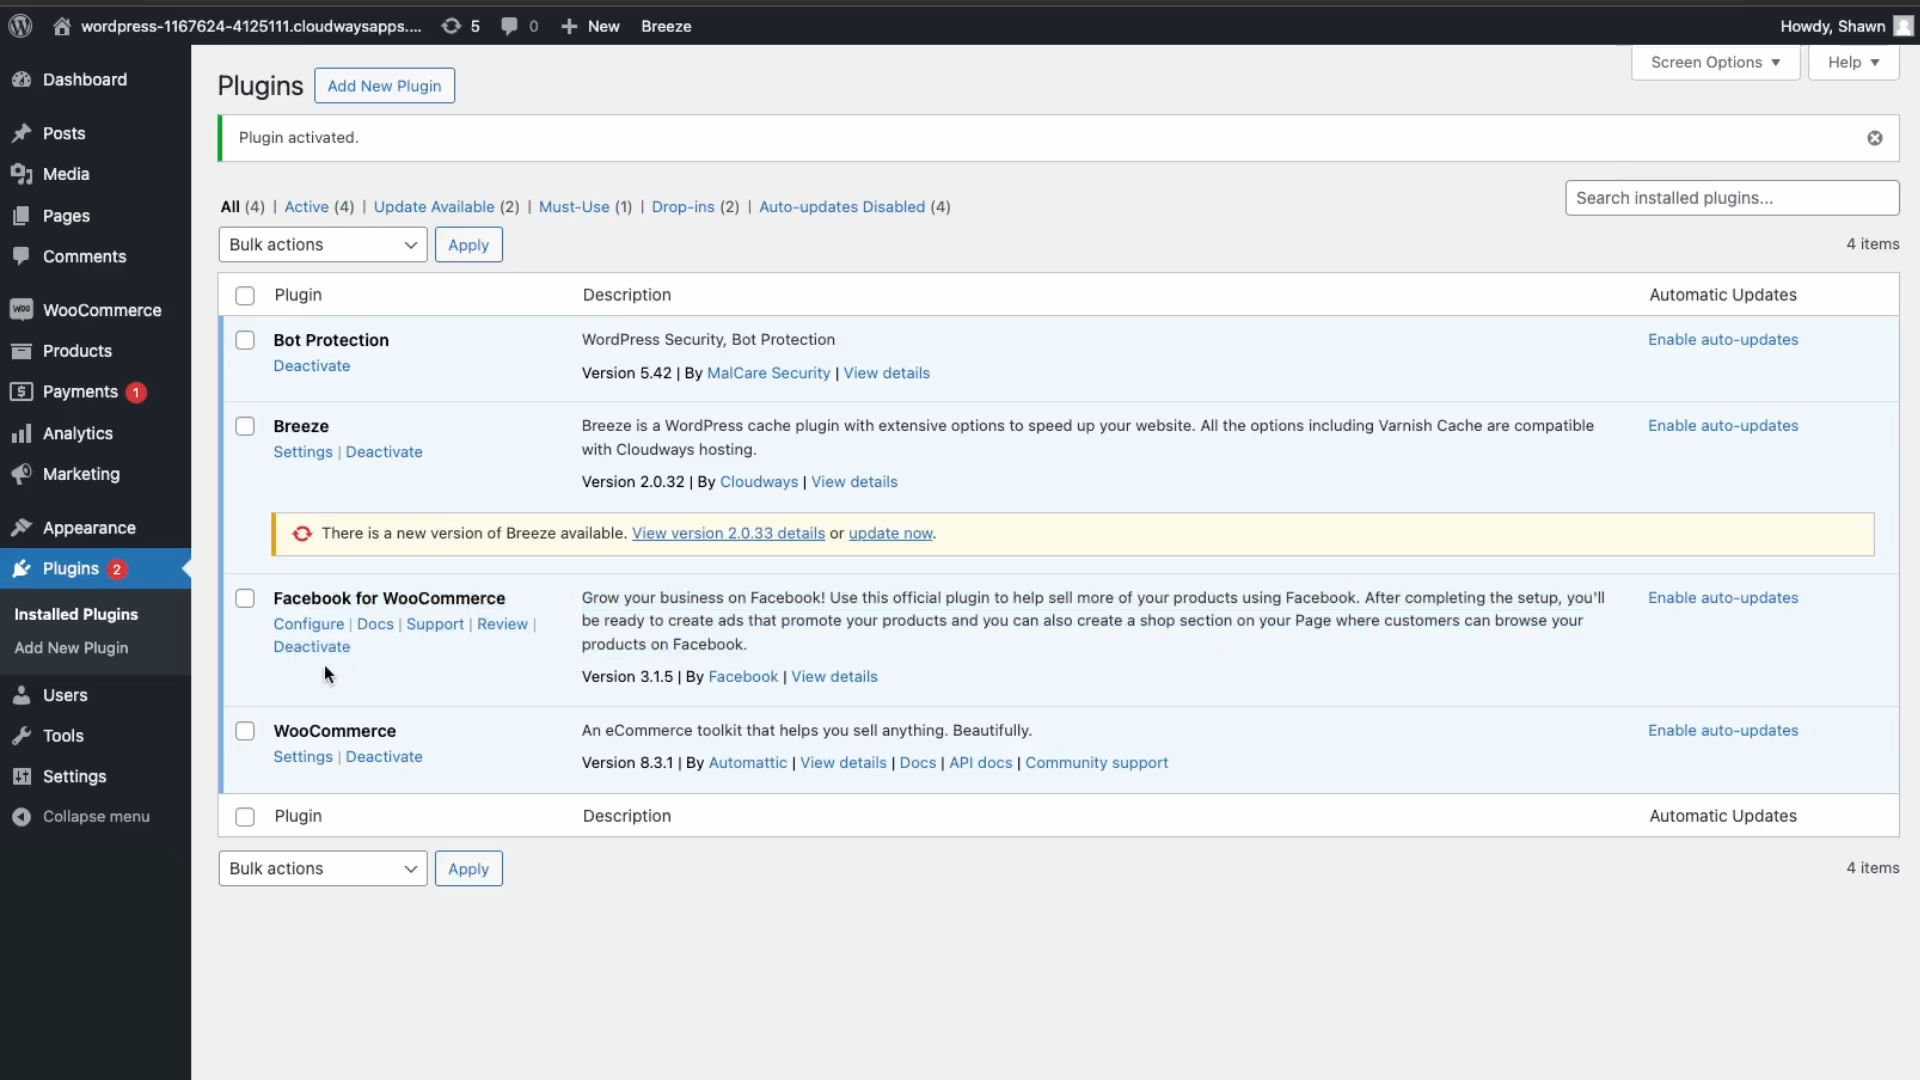 wordpress-1167624-4125111.cloudwaysapps.... 5 0 New Breeze Howdy, Shawn
Screen Options Help
Dashboard
Posts
Media
Pages
Comments
WooCommerce
Products
Payments 1
Analytics
Marketing
Appearance
Plugins 2
Installed Plugins
Add New Plugin
Users
Tools
Settings
Collapse menu
Plugins Add New Plugin
Plugin activated.
All (4) | Active (4) | Update Available (2) | Must-Use (1) | Drop-ins (2) | Auto-updates Disabled (4)
Search installed plugins...
Bulk actions Apply 4 items
Plugin Description Automatic Updates
Bot Protection WordPress Security, Bot Protection Enable auto-updates
Deactivate
Version 5.42 | By MalCare Security | View details
Breeze Breeze is a WordPress cache plugin with extensive options to speed up your website. All the options including Varnish Cache are compatible Enable auto-updates
Settings | Deactivate with Cloudways hosting.
Version 2.0.32 | By Cloudways | View details
There is a new version of Breeze available. View version 2.0.33 details or update now.
Facebook for WooCommerce Grow your business on Facebook! Use this official plugin to help sell more of your products using Facebook. After completing the setup, you'll Enable auto-updates
Configure | Docs | Support | Review | be ready to create ads that promote your products and you can also create a shop section on your Page where customers can browse your
Deactivate products on Facebook.
Version 3.1.5 | By Facebook | View details
WooCommerce An eCommerce toolkit that helps you sell anything. Beautifully. Enable auto-updates
Settings | Deactivate Version 8.3.1 | By Automattic | View details | Docs | API docs | Community support
Plugin Description Automatic Updates
Bulk actions Apply 4 items